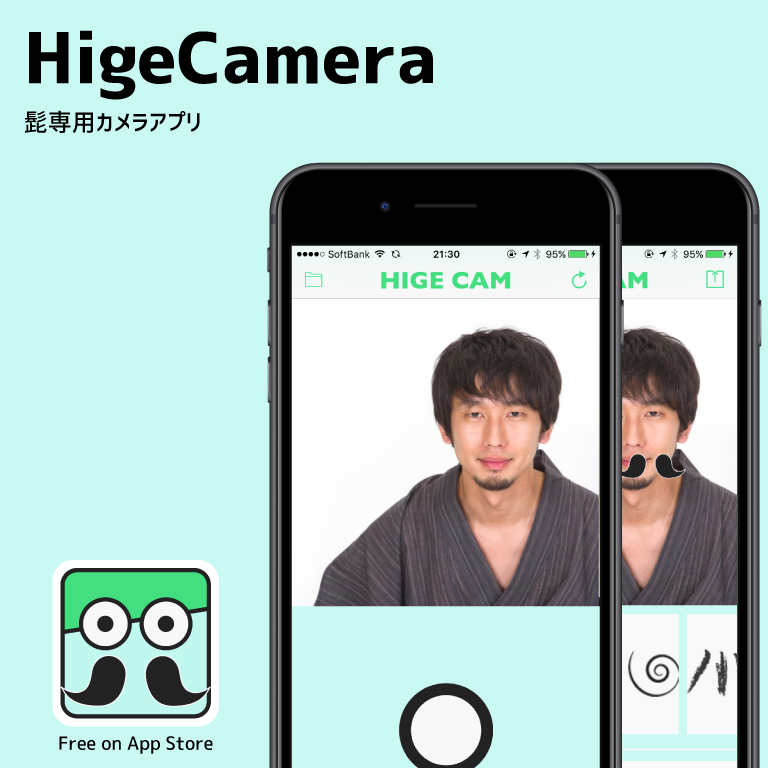 HigeCamera
髭専用カメラアプリ
SoftBank 21:30 95%
HIGE CAM
95%
AM
Free on App Store